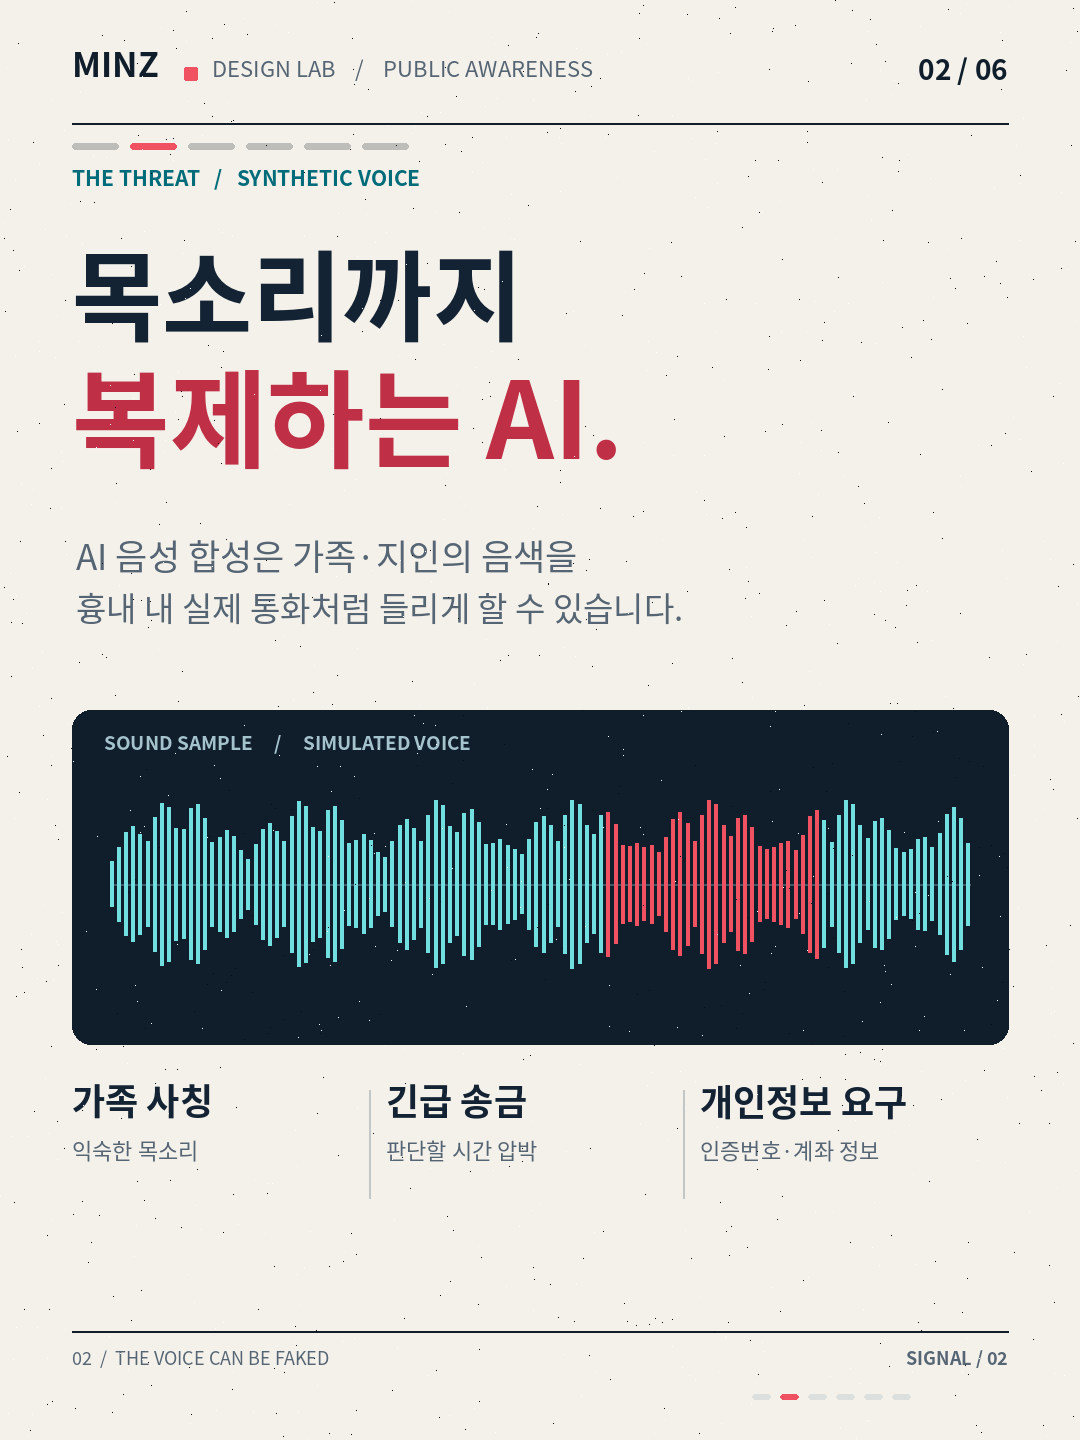 MINZ DESIGN LAB / PUBLIC AWARENESS 02 / 06
THE THREAT / SYNTHETIC VOICE
목소리까지
복제하는 AI.
AI 음성 합성은 가족·지인의 음색을
흉내 내 실제 통화처럼 들리게 할 수 있습니다.
SOUND SAMPLE / SIMULATED VOICE
가족 사칭
익숙한 목소리
긴급 송금
판단할 시간 압박
개인정보 요구
인증번호·계좌 정보
02 / THE VOICE CAN BE FAKED
SIGNAL / 02